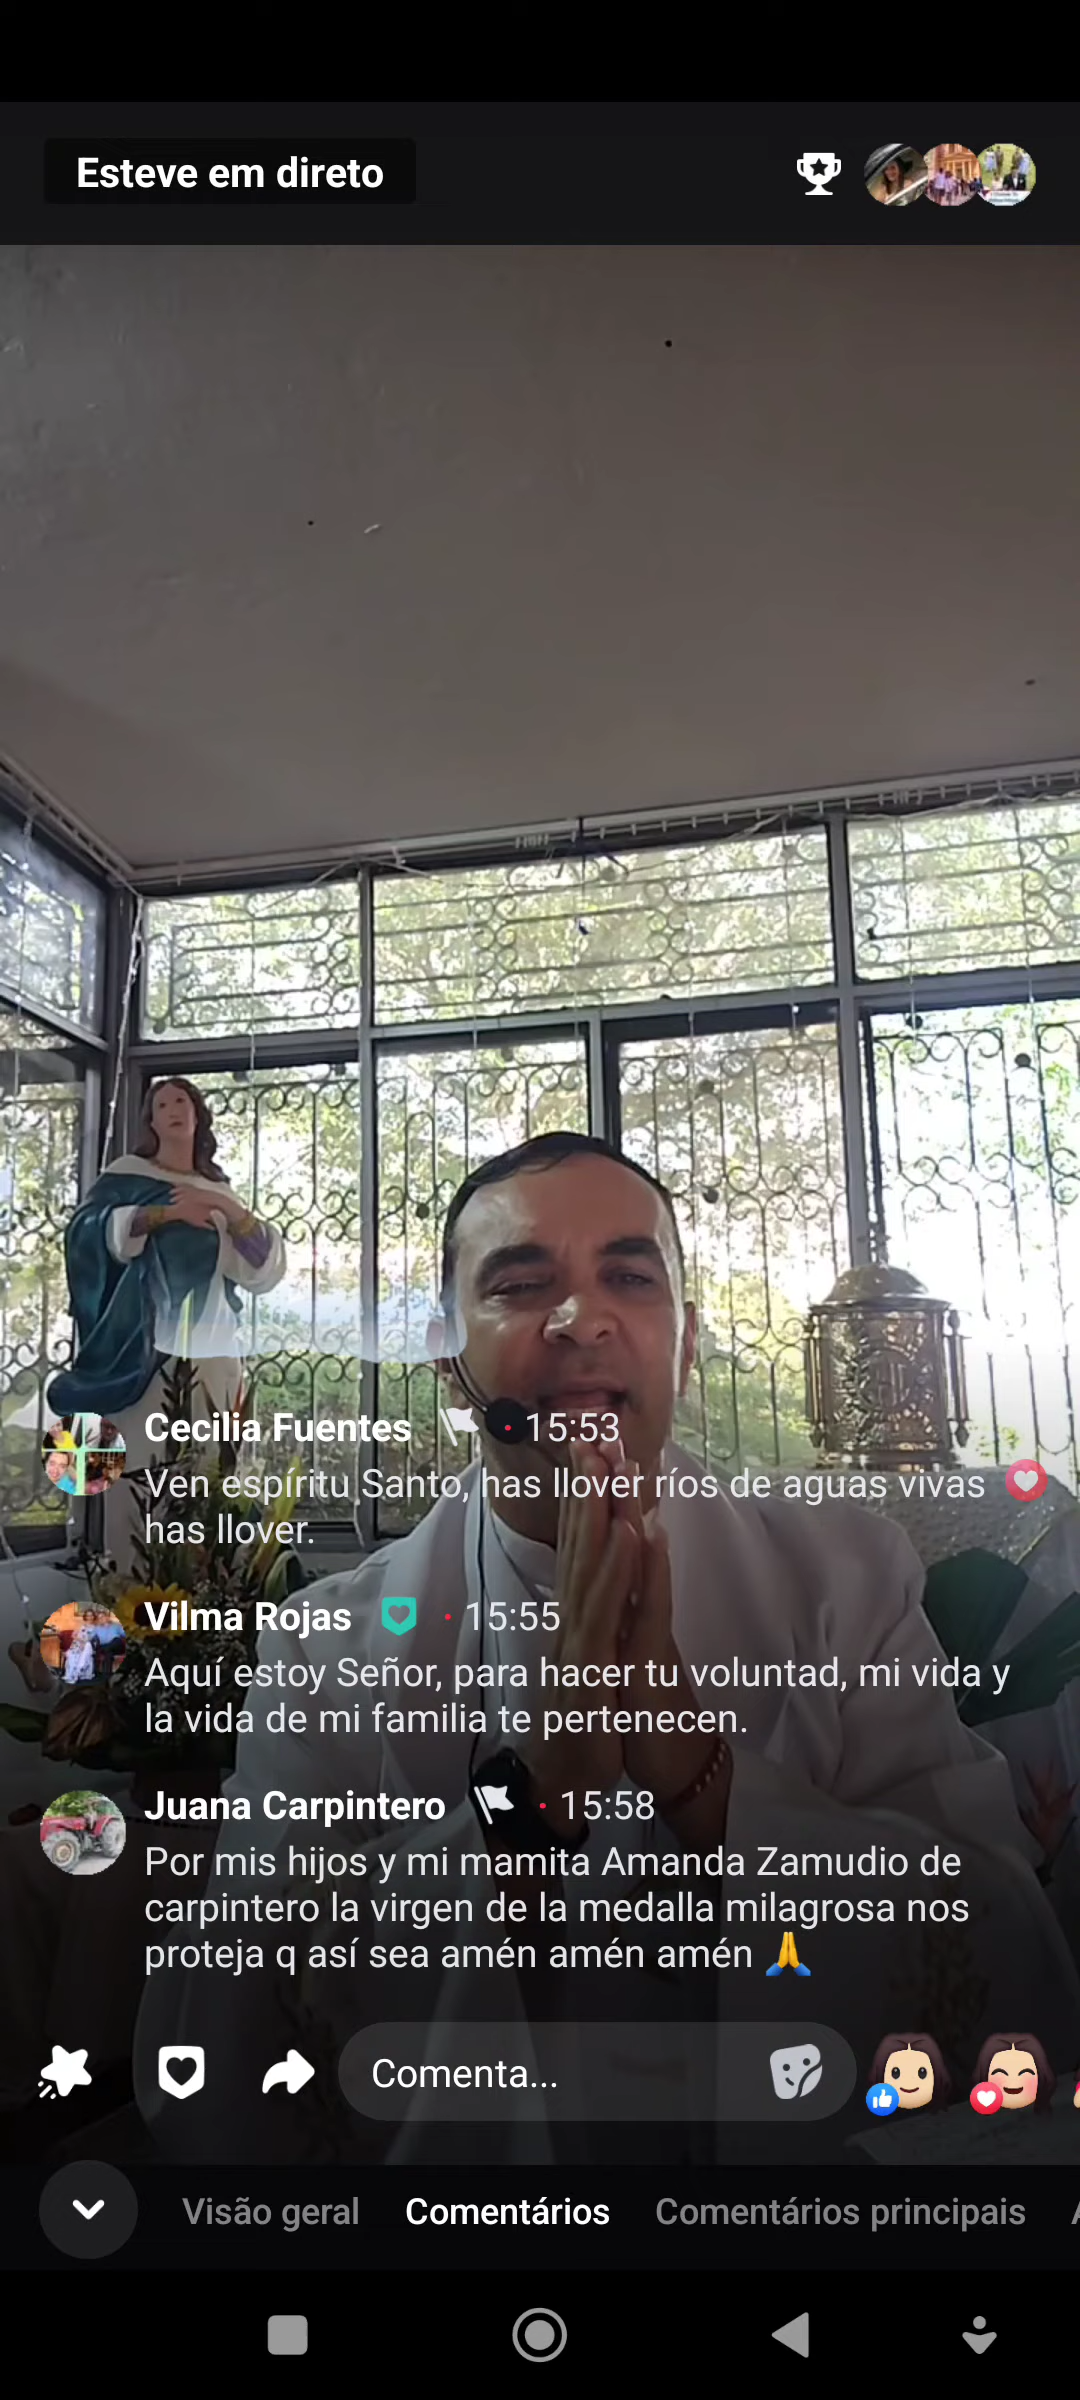 Esteve em direto
Cecilia Fuentes · 15:53
Ven espíritu Santo, has llover ríos de aguas vivas
has llover.
Vilma Rojas · 15:55
Aquí estoy Señor, para hacer tu voluntad, mi vida y
la vida de mi familia te pertenecen.
Juana Carpintero · 15:58
Por mis hijos y mi mamita Amanda Zamudio de
carpintero la virgen de la medalla milagrosa nos
proteja q así sea amén amén amén 🙏
Comenta...
Visão geral Comentários Comentários principais